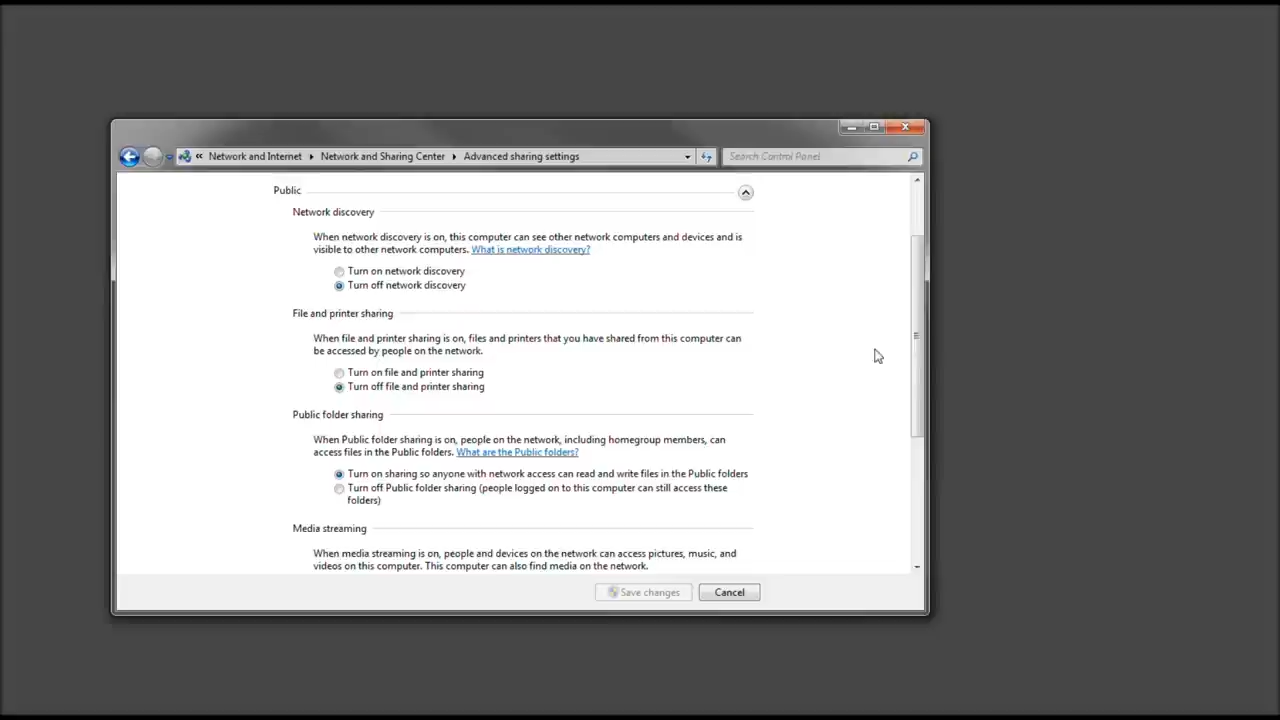 « Network and Internet ▸ Network and Sharing Center ▸ Advanced sharing settings
Search Control Panel
Public
Network discovery
When network discovery is on, this computer can see other network computers and devices and is
visible to other network computers. What is network discovery?
Turn on network discovery
Turn off network discovery
File and printer sharing
When file and printer sharing is on, files and printers that you have shared from this computer can
be accessed by people on the network.
Turn on file and printer sharing
Turn off file and printer sharing
Public folder sharing
When Public folder sharing is on, people on the network, including homegroup members, can
access files in the Public folders. What are the Public folders?
Turn on sharing so anyone with network access can read and write files in the Public folders
Turn off Public folder sharing (people logged on to this computer can still access these
folders)
Media streaming
When media streaming is on, people and devices on the network can access pictures, music, and
videos on this computer. This computer can also find media on the network.
Save changes
Cancel